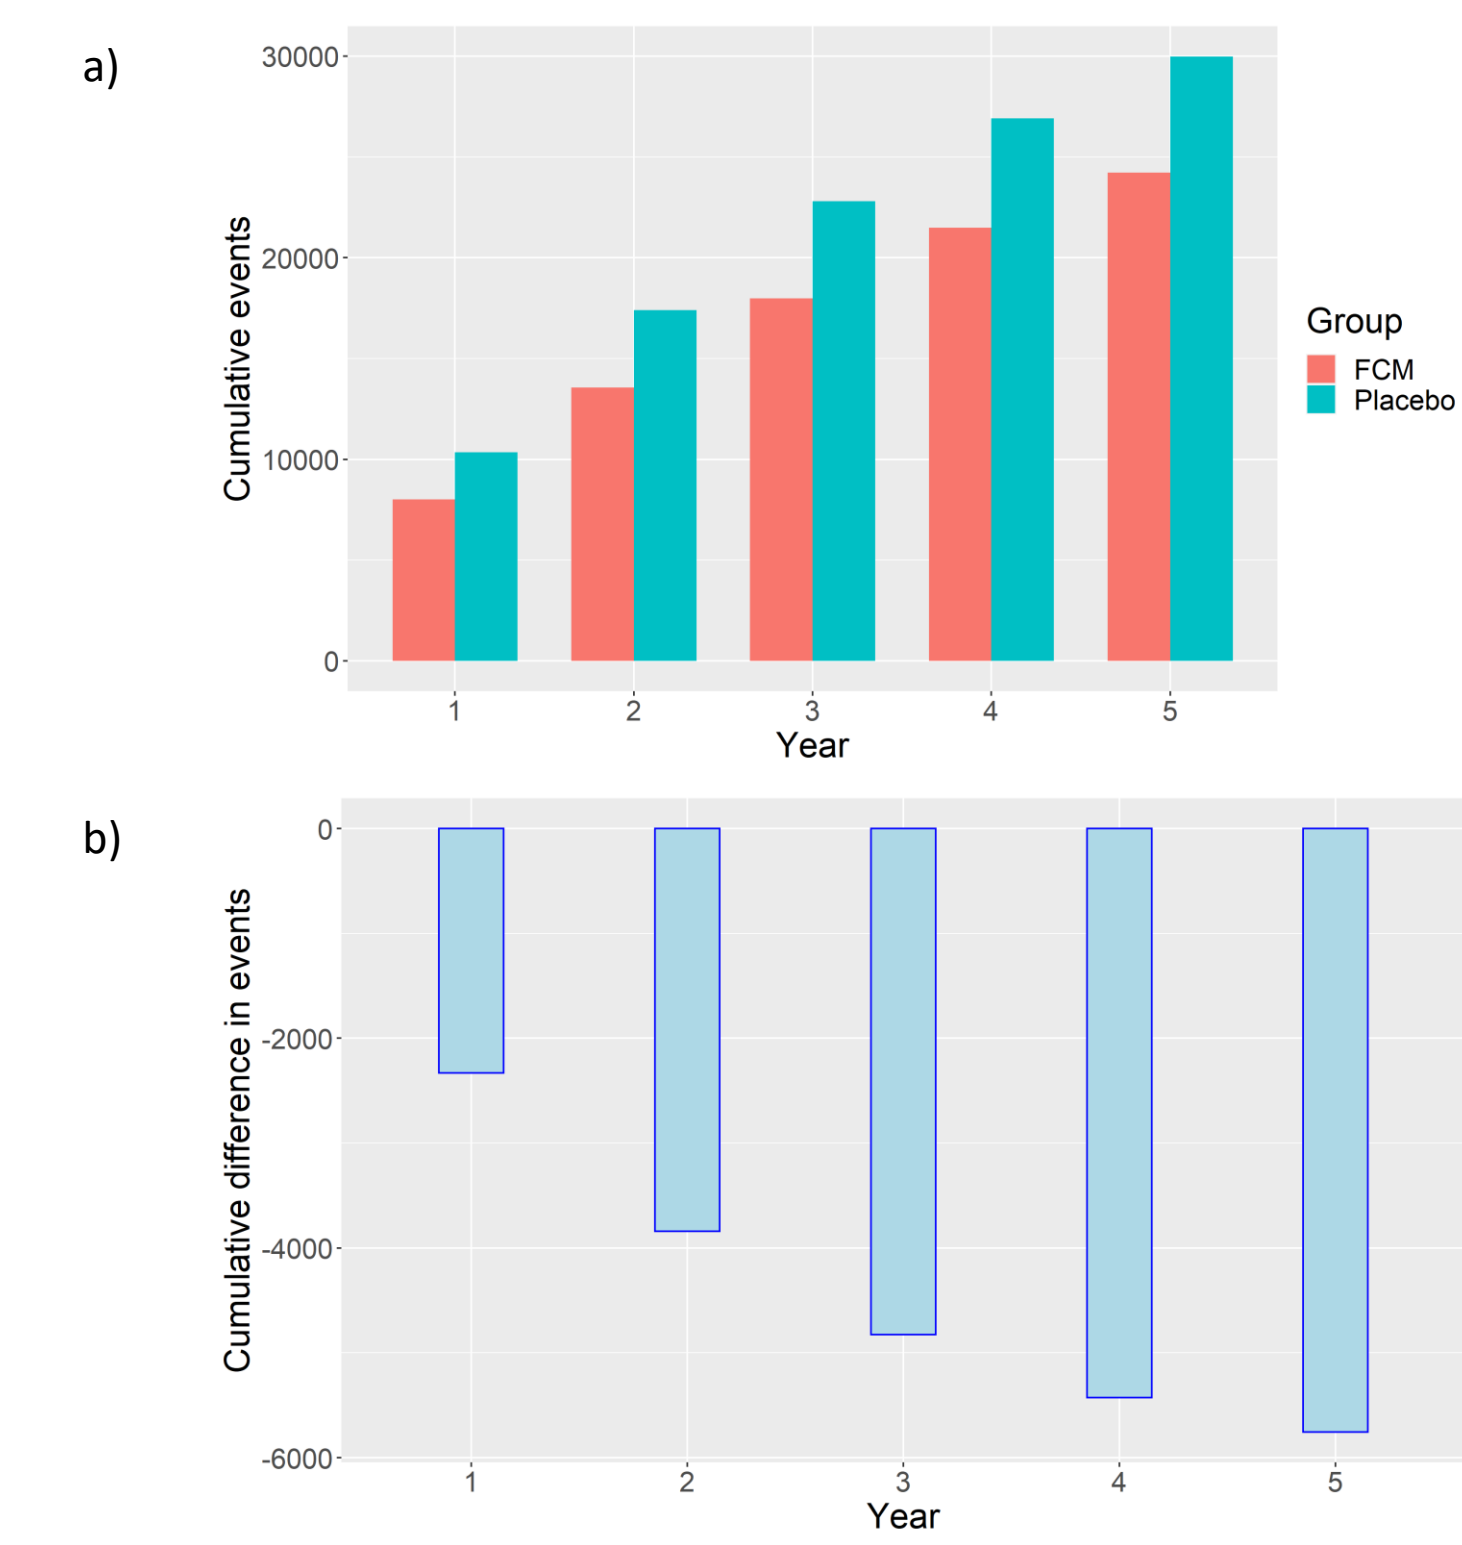 a)
30000
20000
10000
0
Cumulative events
1 2 3 4 5
Year
Group
FCM
Placebo
b)
0
-2000
-4000
-6000
Cumulative difference in events
1 2 3 4 5
Year